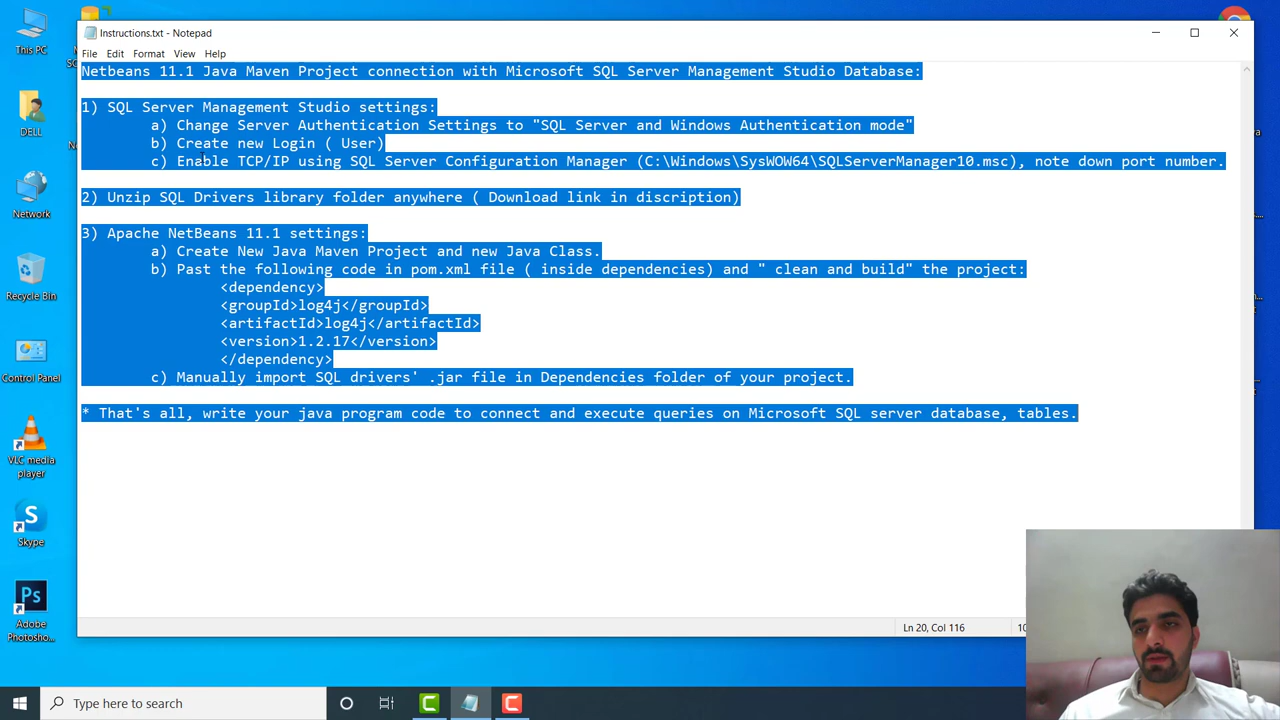 This PC
Instructions.txt - Notepad
File Edit Format View Help
Netbeans 11.1 Java Maven Project connection with Microsoft SQL Server Management Studio Database:
1) SQL Server Management Studio settings:
a) Change Server Authentication Settings to "SQL Server and Windows Authentication mode"
b) Create new Login ( User)
c) Enable TCP/IP using SQL Server Configuration Manager (C:\Windows\SysWOW64\SQLServerManager10.msc), note down port number.
2) Unzip SQL Drivers library folder anywhere ( Download link in discription)
3) Apache NetBeans 11.1 settings:
a) Create New Java Maven Project and new Java Class.
b) Past the following code in pom.xml file ( inside dependencies) and " clean and build" the project:
<dependency>
<groupId>log4j</groupId>
<artifactId>log4j</artifactId>
<version>1.2.17</version>
</dependency>
c) Manually import SQL drivers' .jar file in Dependencies folder of your project.
* That's all, write your java program code to connect and execute queries on Microsoft SQL server database, tables.
Ln 20, Col 116
DELL
Network
Recycle Bin
Control Panel
VLC media
player
Skype
Ps
Adobe
Photosho...
Type here to search